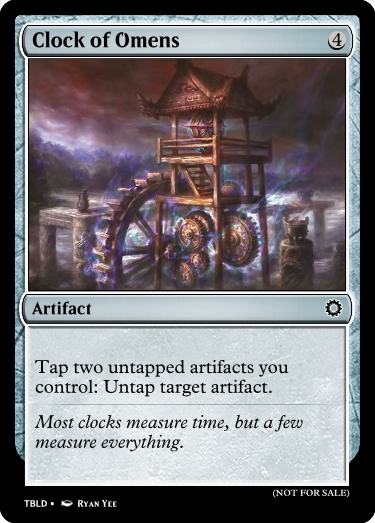 Clock of Omens 4
Artifact
Tap two untapped artifacts you
control: Untap target artifact.
Most clocks measure time, but a few
measure everything.
(NOT FOR SALE)
TBLD • Ryan Yee